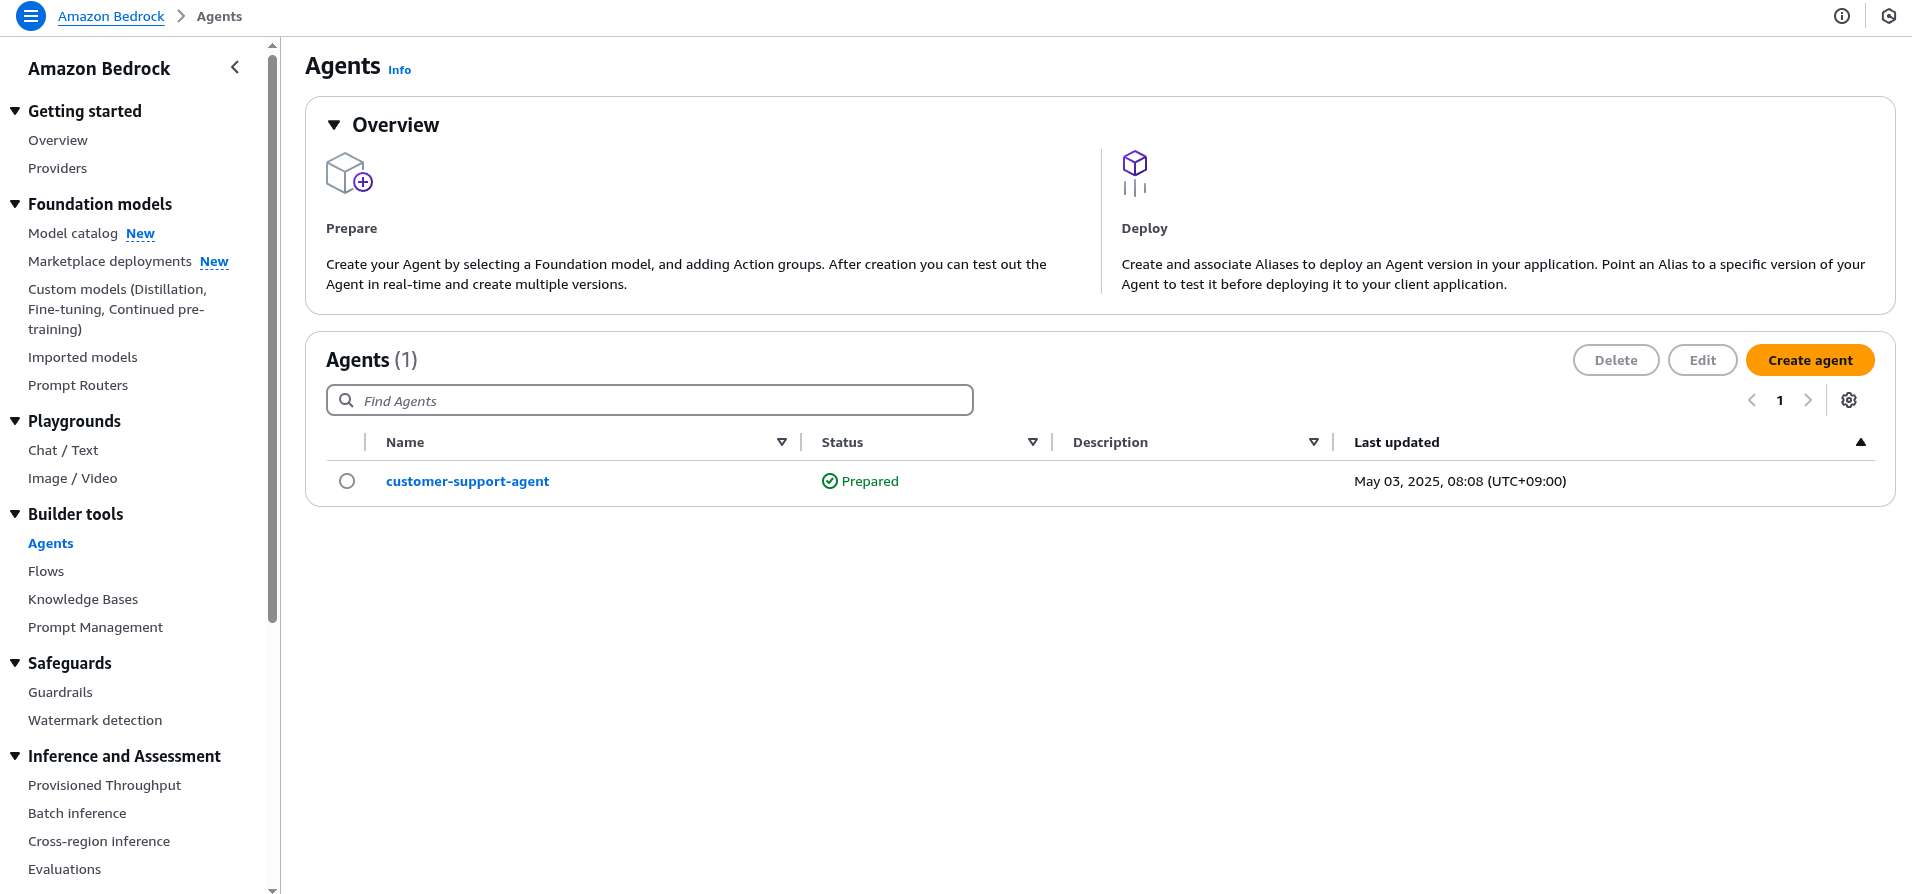 Amazon Bedrock > Agents
Amazon Bedrock
Getting started
Overview
Providers
Foundation models
Model catalog New
Marketplace deployments New
Custom models (Distillation,
Fine-tuning, Continued pre-
training)
Imported models
Prompt Routers
Playgrounds
Chat / Text
Image / Video
Builder tools
Agents
Flows
Knowledge Bases
Prompt Management
Safeguards
Guardrails
Watermark detection
Inference and Assessment
Provisioned Throughput
Batch inference
Cross-region inference
Evaluations
Agents Info
Overview
Prepare
Create your Agent by selecting a Foundation model, and adding Action groups. After creation you can test out the
Agent in real-time and create multiple versions.
Deploy
Create and associate Aliases to deploy an Agent version in your application. Point an Alias to a specific version of your
Agent to test it before deploying it to your client application.
Agents (1)
Delete Edit Create agent
Find Agents
1
Name Status Description Last updated
customer-support-agent Prepared May 03, 2025, 08:08 (UTC+09:00)